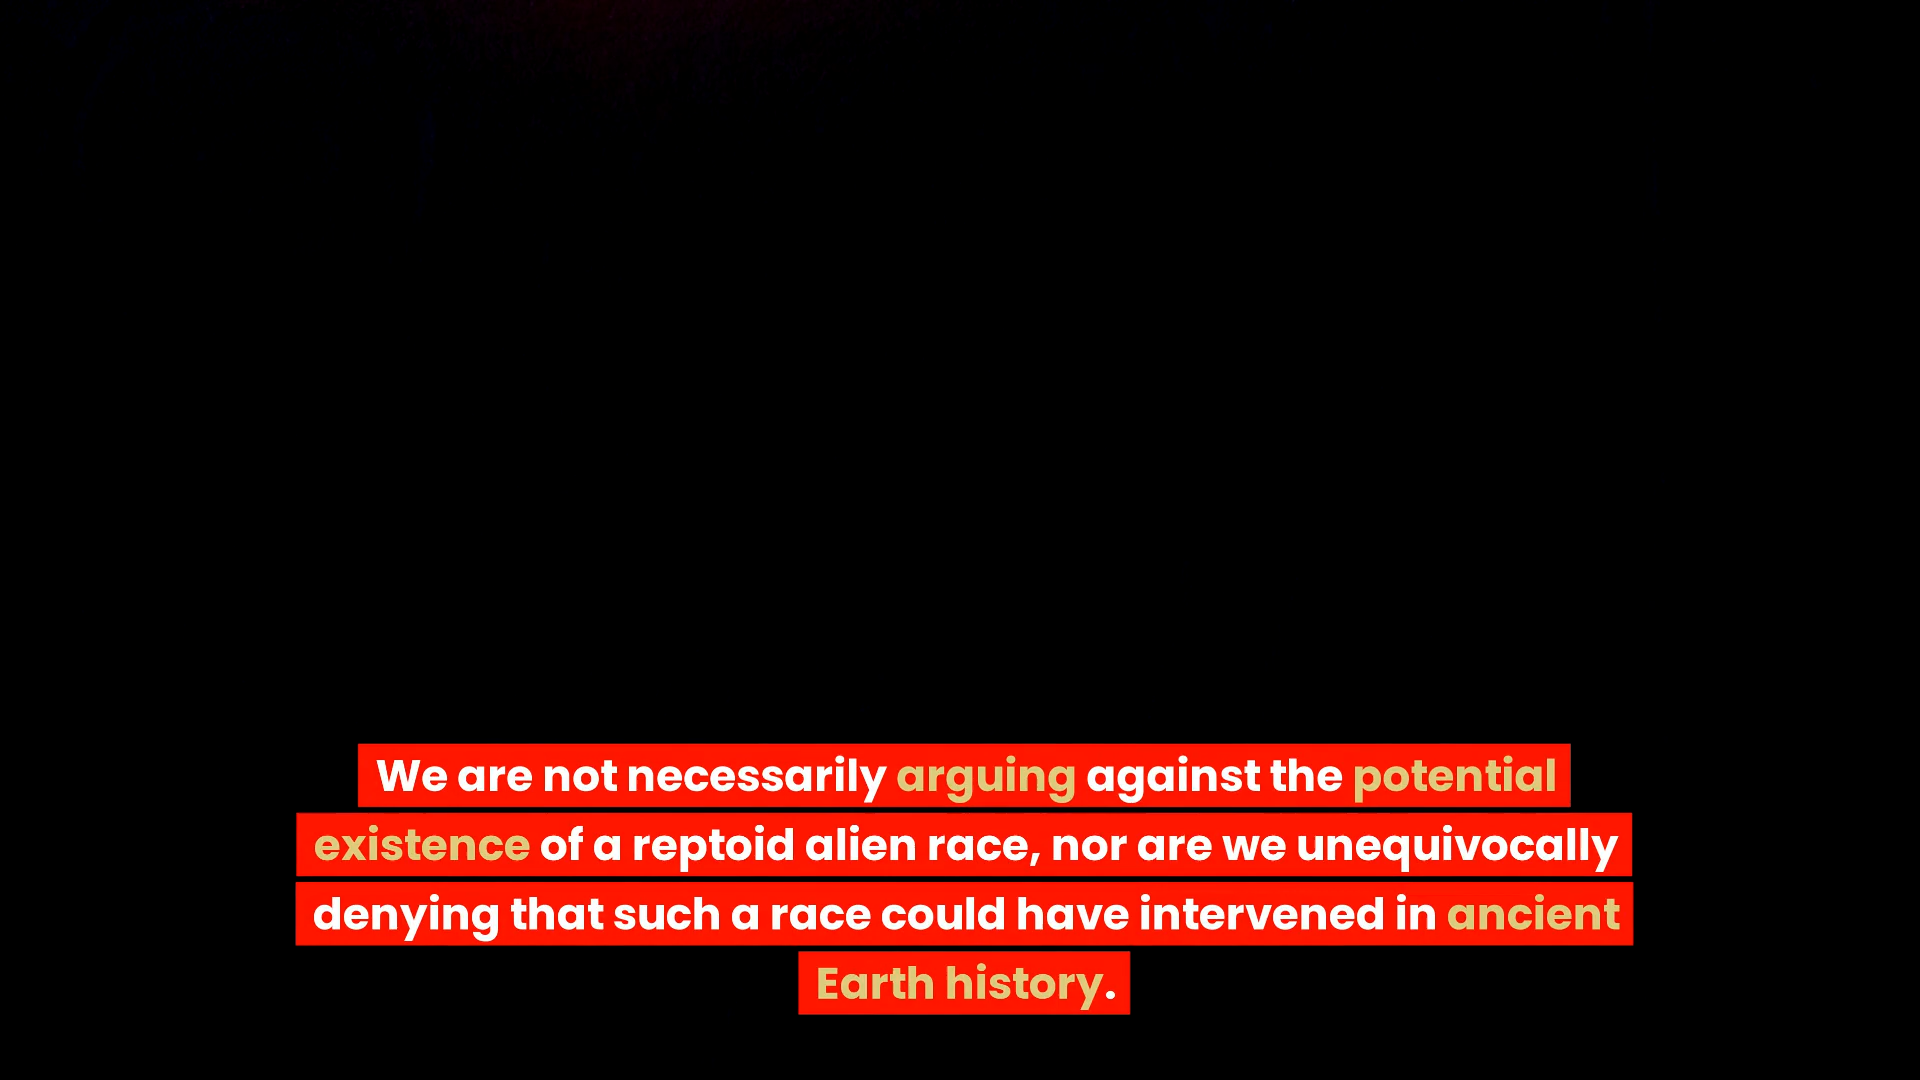 We are not necessarily arguing against the potential
existence of a reptoid alien race, nor are we unequivocally
denying that such a race could have intervened in ancient
Earth history.